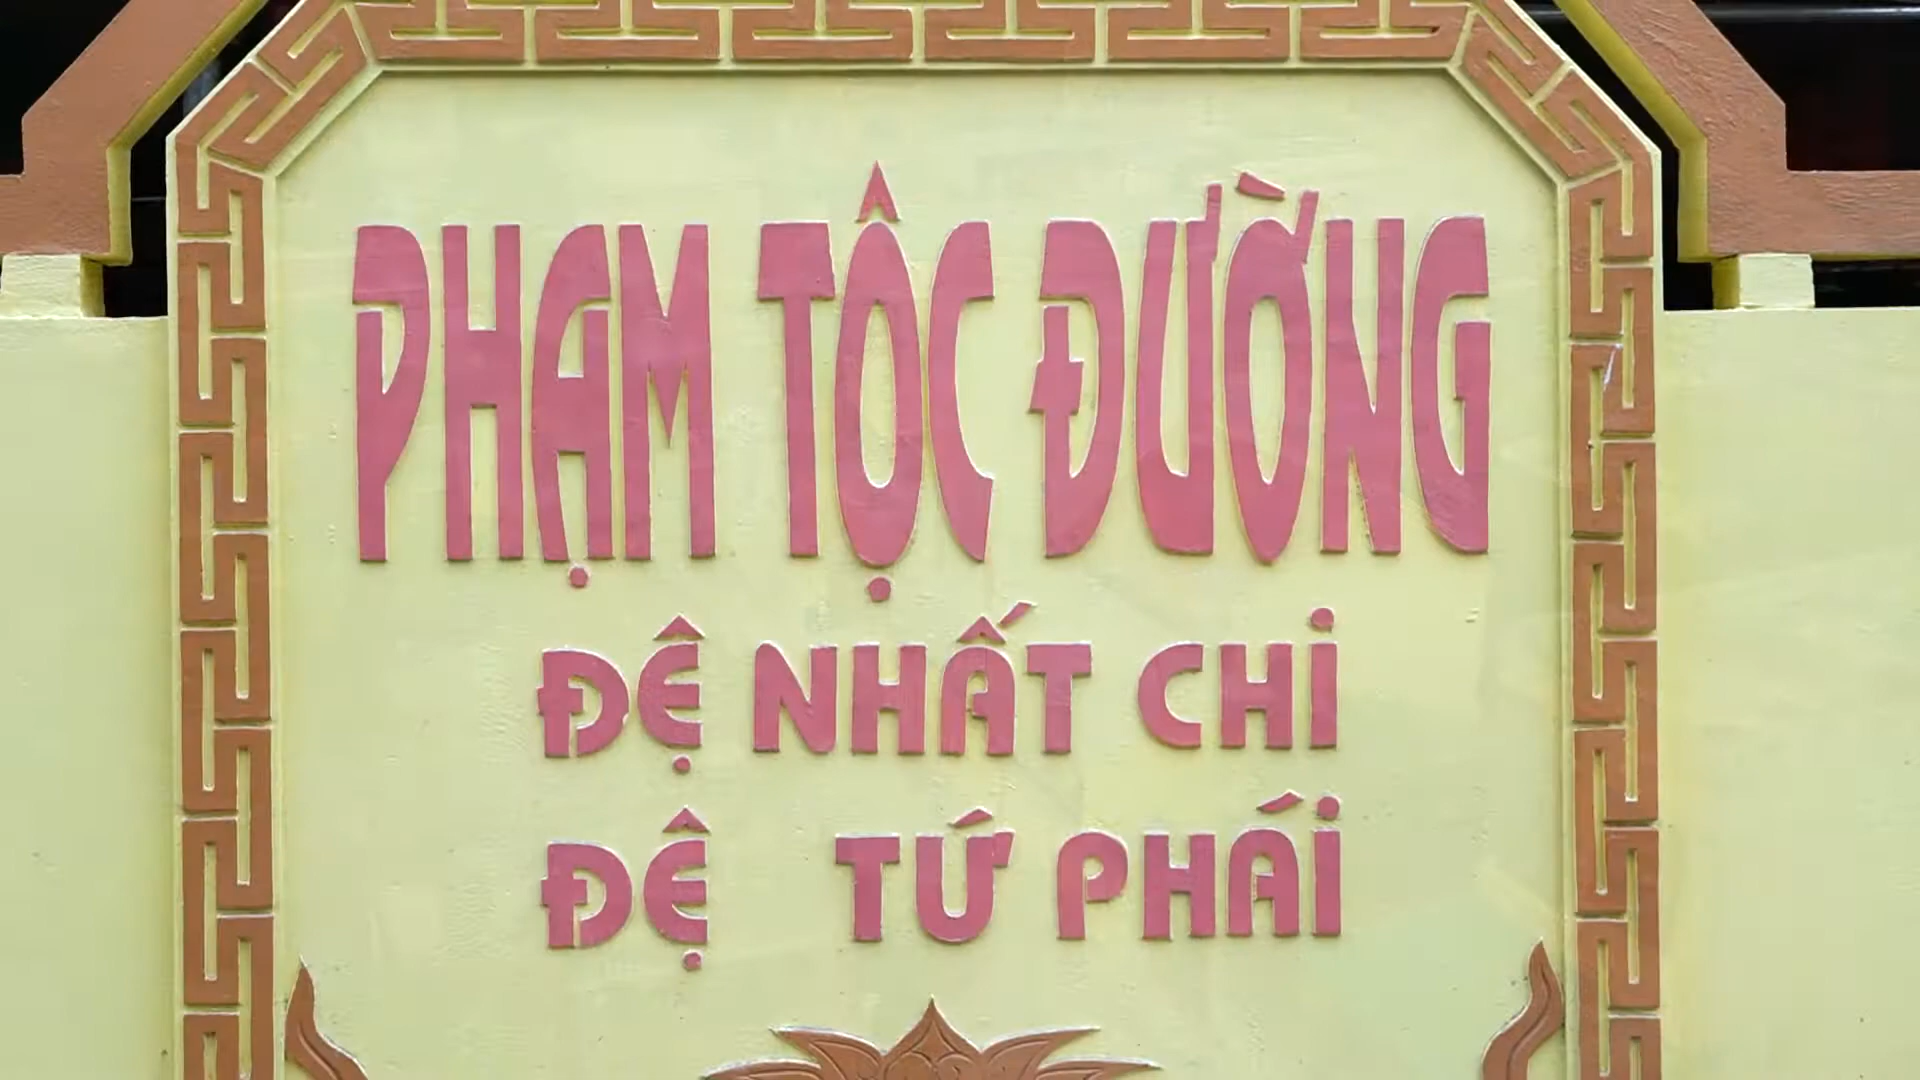 PHẠM TỘC ĐƯỜNG
ĐỆ NHẤT CHI
ĐỆ TỨ PHÁI